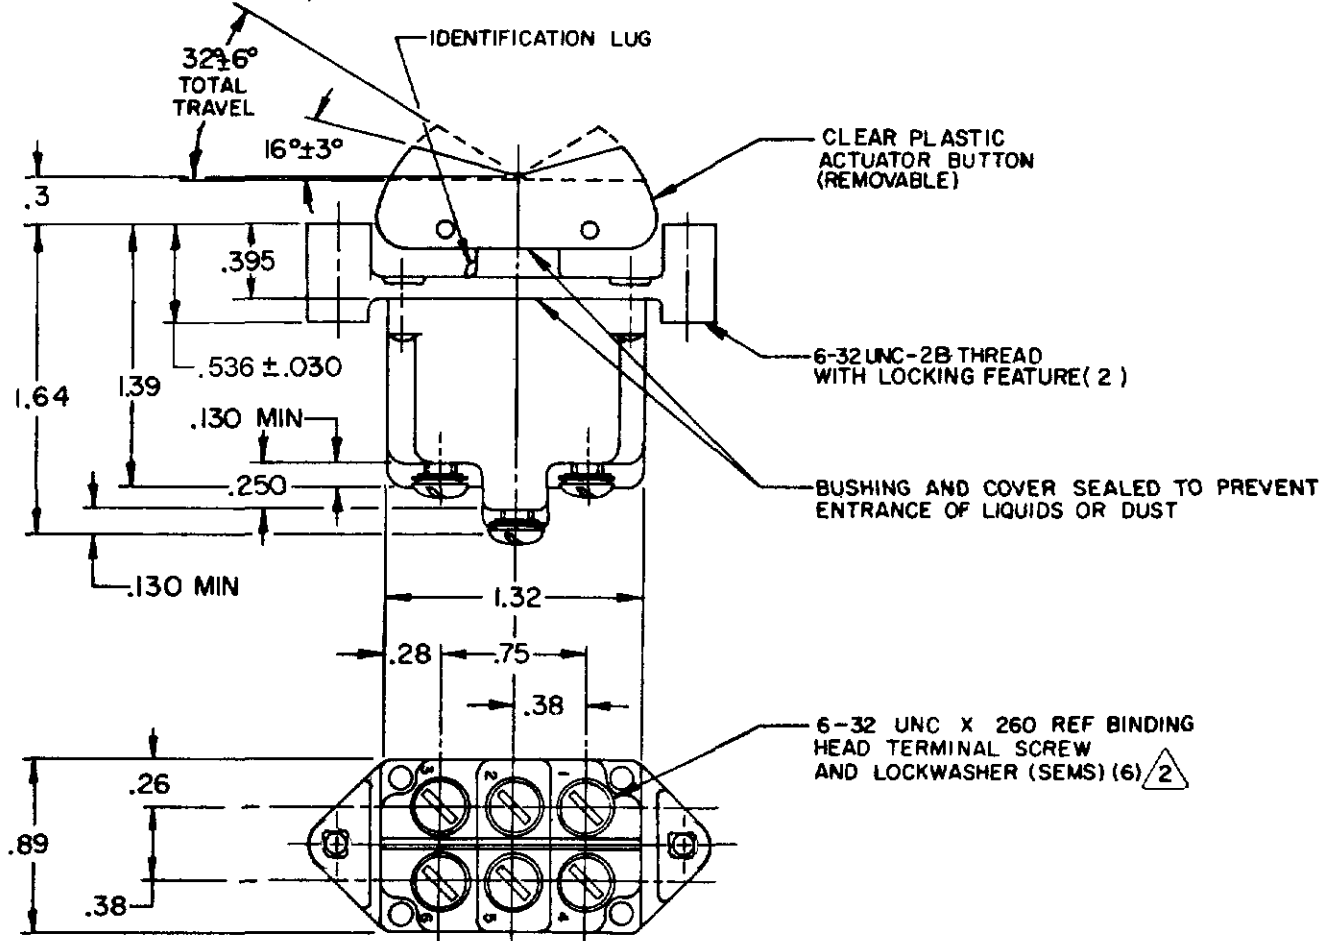 IDENTIFICATION LUG
32°±6°
TOTAL
TRAVEL
16°±3°
CLEAR PLASTIC
ACTUATOR BUTTON
(REMOVABLE)
.3
.395
.536 ±.030
6-32 UNC-2B THREAD
WITH LOCKING FEATURE( 2 )
1.64
1.39
.130 MIN
.250
BUSHING AND COVER SEALED TO PREVENT
ENTRANCE OF LIQUIDS OR DUST
.130 MIN
1.32
.28
.75
.38
6-32 UNC X 260 REF BINDING
HEAD TERMINAL SCREW
AND LOCKWASHER (SEMS) (6) 2
.26
.89
.38
3 2 1
6 5 4